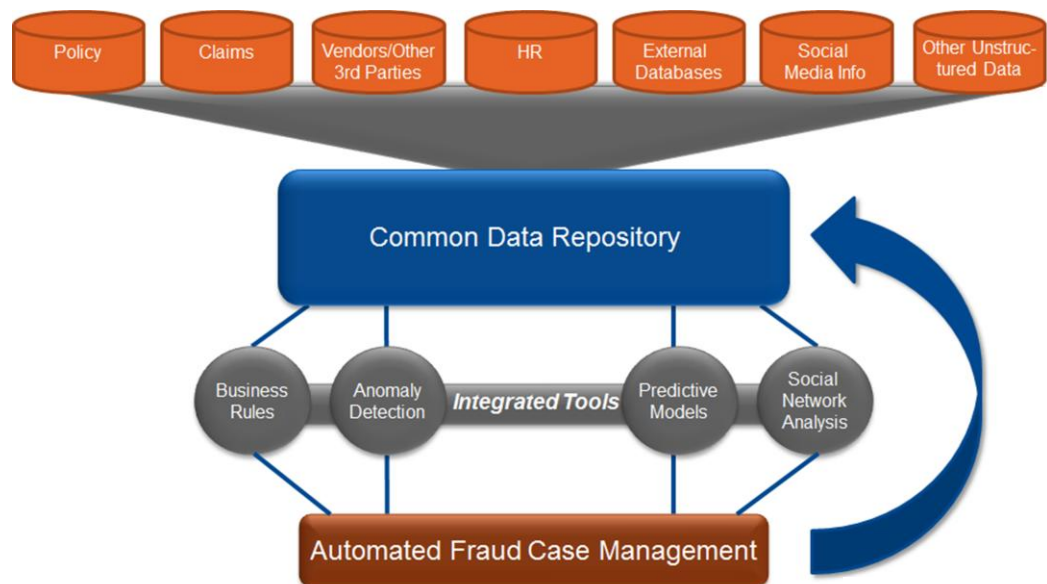 Policy
Claims
Vendors/Other
3rd Parties
HR
External
Databases
Social
Media Info
Other Unstruc-
tured Data
Common Data Repository
Business
Rules
Anomaly
Detection
Integrated Tools
Predictive
Models
Social
Network
Analysis
Automated Fraud Case Management